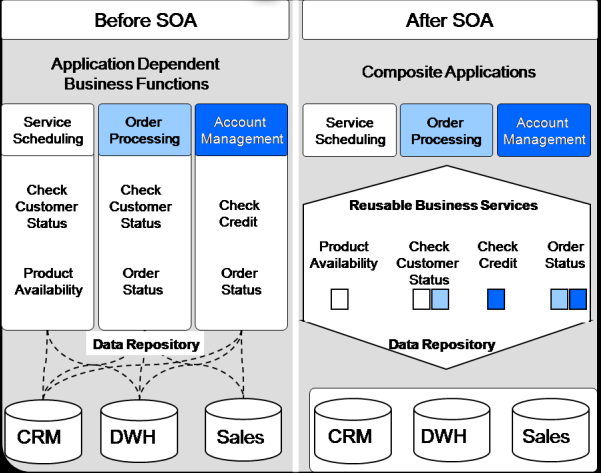 Before SOA
Application Dependent
Business Functions
Service
Scheduling
Order
Processing
Account
Management
Check
Customer
Status
Check
Customer
Status
Check
Credit
Product
Availability
Order
Status
Order
Status
Data Repository
CRM
DWH
Sales
After SOA
Composite Applications
Service
Scheduling
Order
Processing
Account
Management
Reusable Business Services
Product
Availability
Check
Customer
Status
Check
Credit
Order
Status
Data Repository
CRM
DWH
Sales